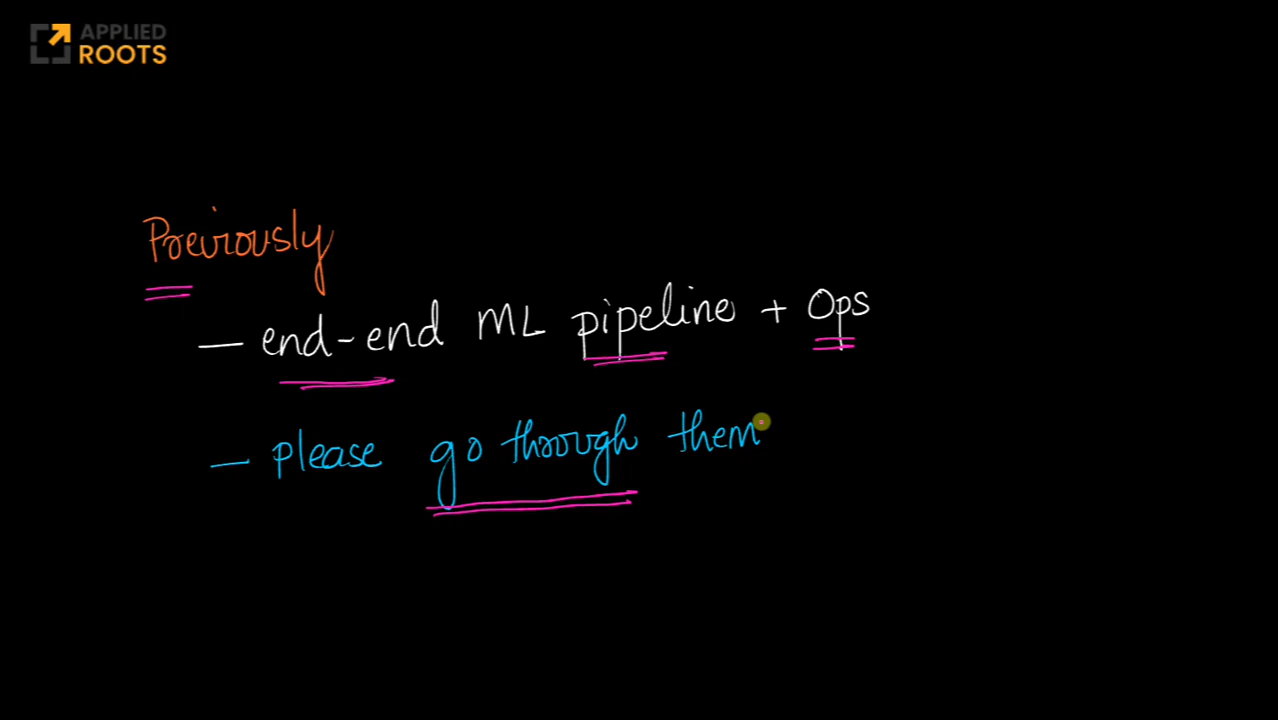 APPLIED
ROOTS
Previously
— end-end ML pipeline + Ops
— please go through them